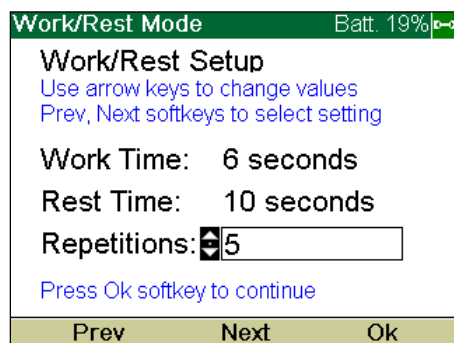 Work/Rest Mode Batt. 19%
Work/Rest Setup
Use arrow keys to change values
Prev, Next softkeys to select setting
Work Time: 6 seconds
Rest Time: 10 seconds
Repetitions: 5
Press Ok softkey to continue
Prev Next Ok